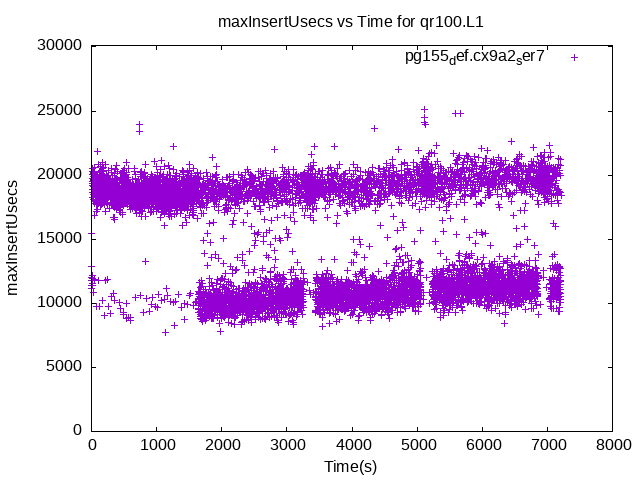 maxInsertUsecs vs Time for qr100.L1
pg155def.cx9a2ser7
30000
25000
20000
15000
10000
5000
0
maxInsertUsecs
0 1000 2000 3000 4000 5000 6000 7000 8000
Time(s)